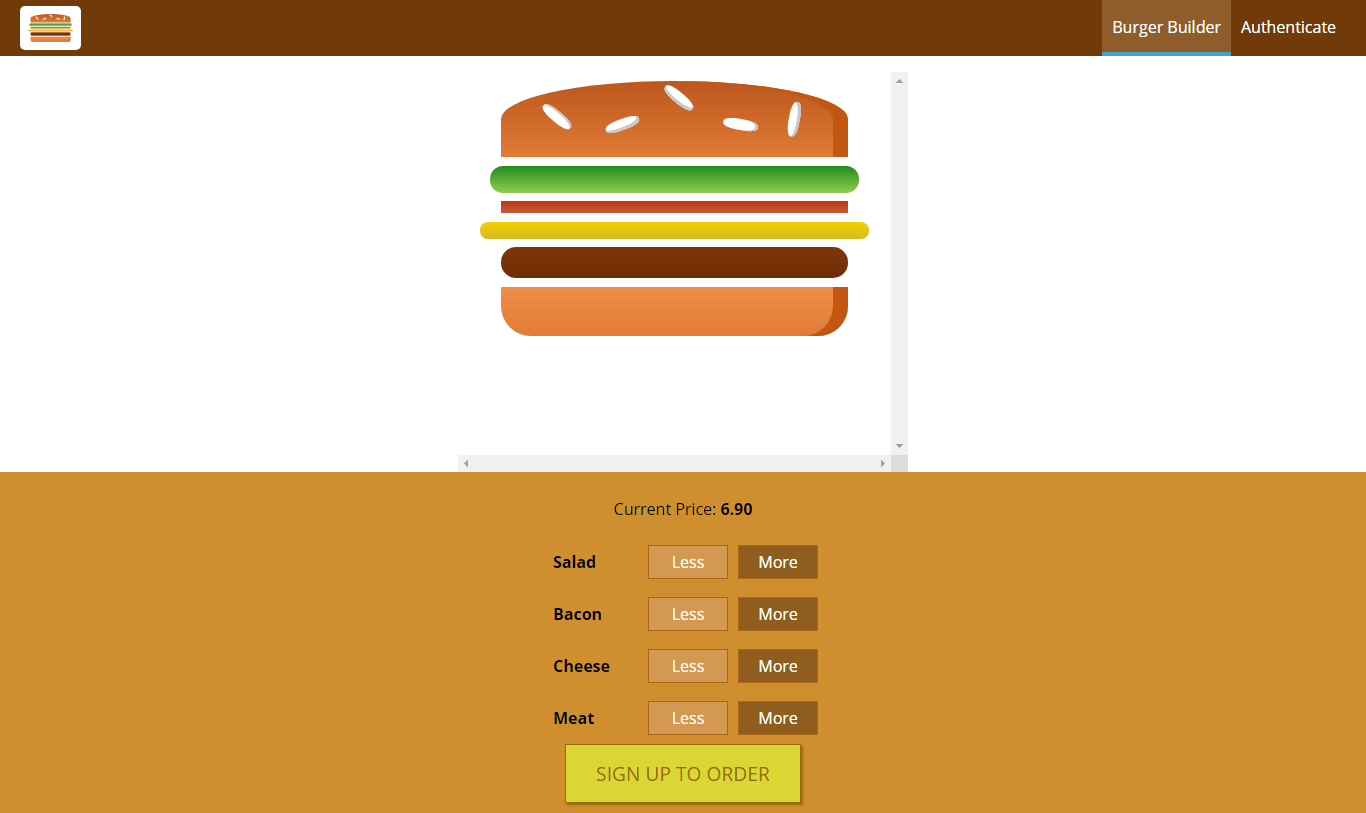 Burger Builder Authenticate
Current Price: 6.90
Salad Less More
Bacon Less More
Cheese Less More
Meat Less More
SIGN UP TO ORDER